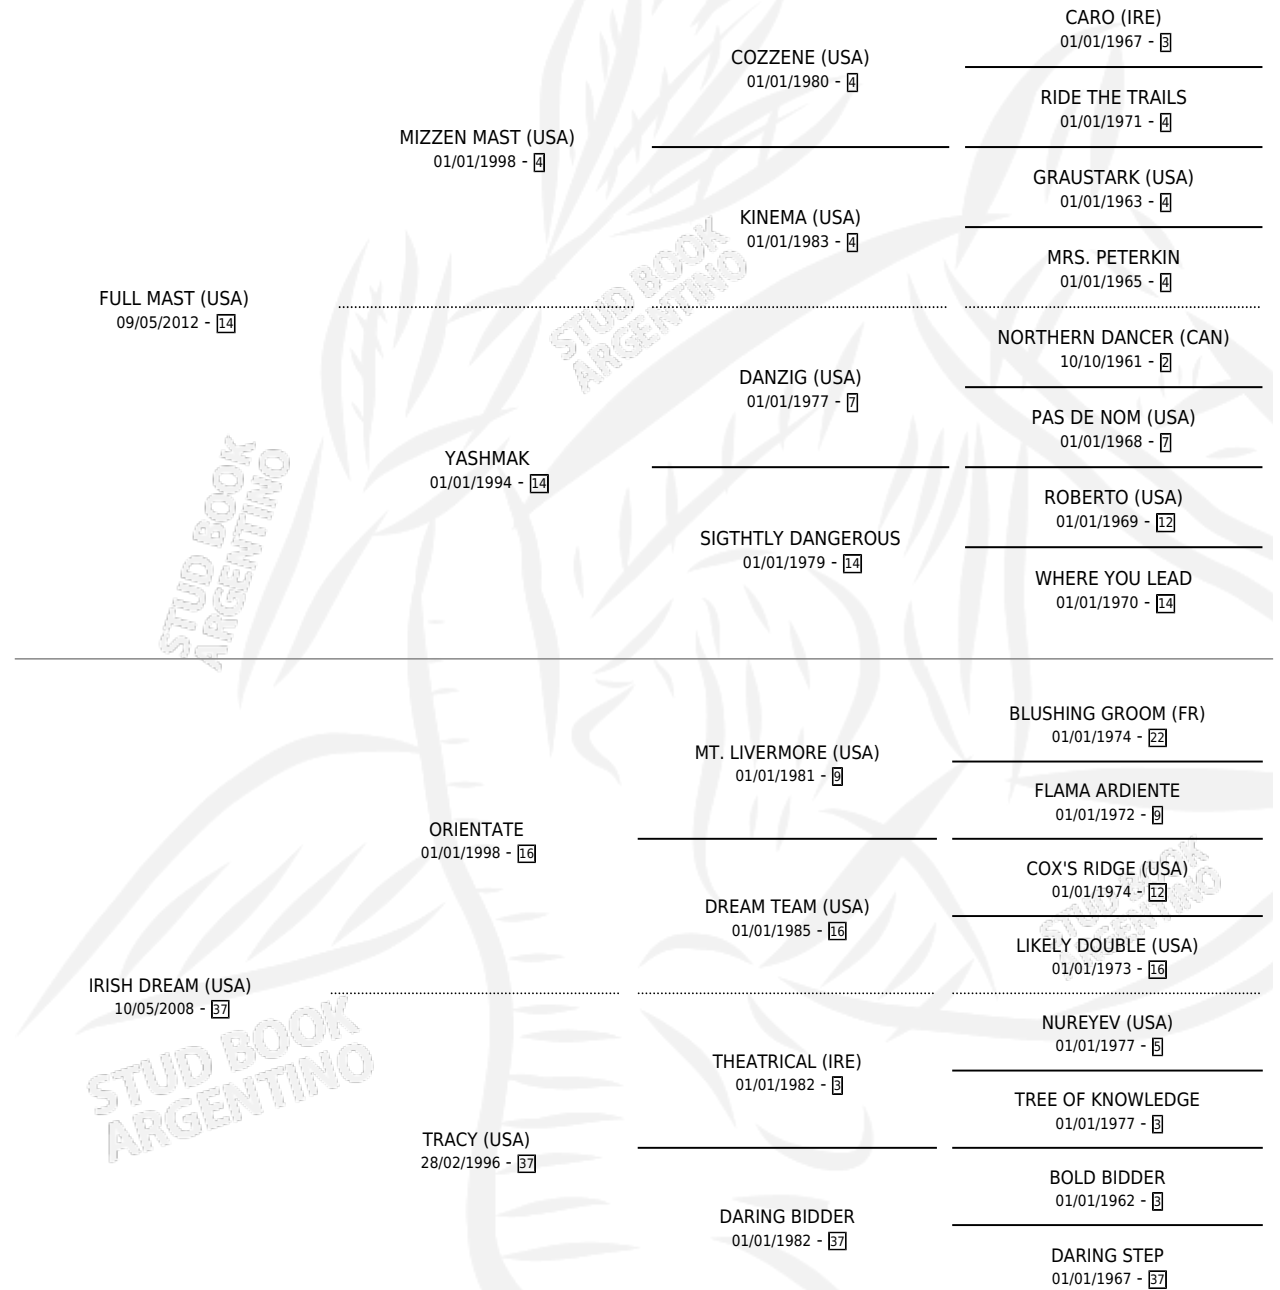 CARO (IRE)
01/01/1967 - 3
COZZENE (USA)
01/01/1980 - 4
RIDE THE TRAILS
01/01/1971 - 4
MIZZEN MAST (USA)
01/01/1998 - 4
GRAUSTARK (USA)
01/01/1963 - 4
KINEMA (USA)
01/01/1983 - 4
MRS. PETERKIN
01/01/1965 - 4
FULL MAST (USA)
09/05/2012 - 14
NORTHERN DANCER (CAN)
10/10/1961 - 2
DANZIG (USA)
01/01/1977 - 7
PAS DE NOM (USA)
01/01/1968 - 7
YASHMAK
01/01/1994 - 14
ROBERTO (USA)
01/01/1969 - 12
SIGTHTLY DANGEROUS
01/01/1979 - 14
WHERE YOU LEAD
01/01/1970 - 14
BLUSHING GROOM (FR)
01/01/1974 - 22
MT. LIVERMORE (USA)
01/01/1981 - 9
FLAMA ARDIENTE
01/01/1972 - 9
ORIENTATE
01/01/1998 - 16
COX'S RIDGE (USA)
01/01/1974 - 12
DREAM TEAM (USA)
01/01/1985 - 16
LIKELY DOUBLE (USA)
01/01/1973 - 16
IRISH DREAM (USA)
10/05/2008 - 37
NUREYEV (USA)
01/01/1977 - 5
THEATRICAL (IRE)
01/01/1982 - 3
TREE OF KNOWLEDGE
01/01/1977 - 3
TRACY (USA)
28/02/1996 - 37
BOLD BIDDER
01/01/1962 - 3
DARING BIDDER
01/01/1982 - 37
DARING STEP
01/01/1967 - 37
STUD BOOK
ARGENTINO
STUD BOOK
ARGENTINO
STUD BOOK
ARGENTINO
STUD BOOK
ARGENTINO